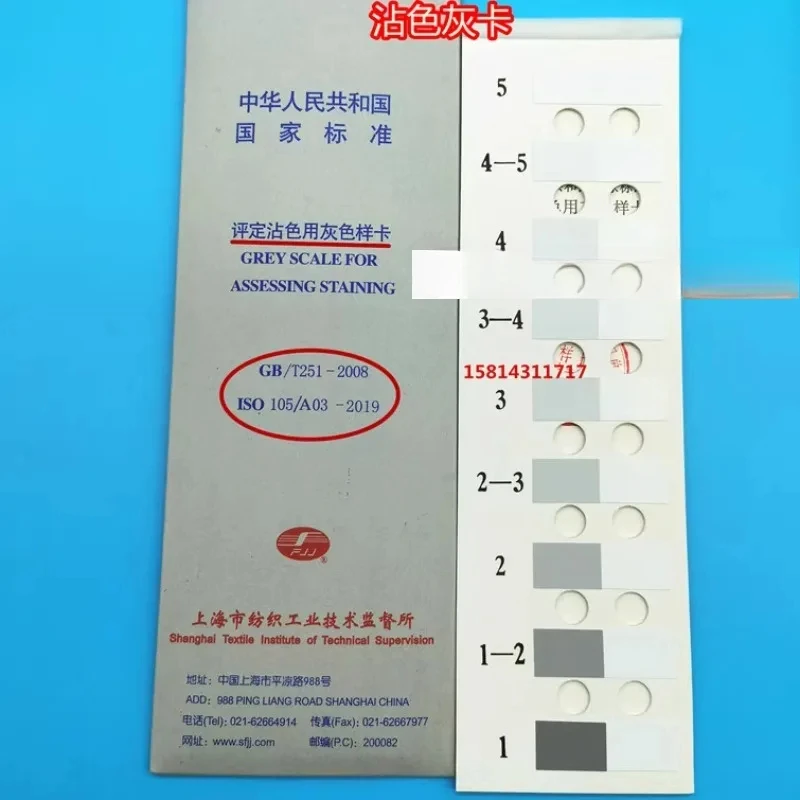 沾色灰卡
中华人民共和国
国家标准
评定沾色用灰色样卡
GREY SCALE FOR
ASSESSING STAINING
GB/T251-2008
ISO 105/A03 -2019
FJJ®
上海市纺织工业技术监督所
Shanghai Textile Institute of Technical Supervision
地址: 中国上海市平凉路988号
ADD: 988 PING LIANG ROAD SHANGHAI CHINA
电话(Tel): 021-62664914 传真(Fax): 021-62667977
网址: www.sfjj.com 邮编(P.C): 200082
5
4—5
用 样卡
4
3—4
样
15814311717
3
2—3
2
1—2
1